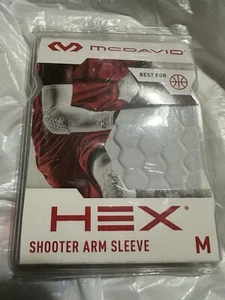 McDAVID
BEST FOR
HEX®
SHOOTER ARM SLEEVE M